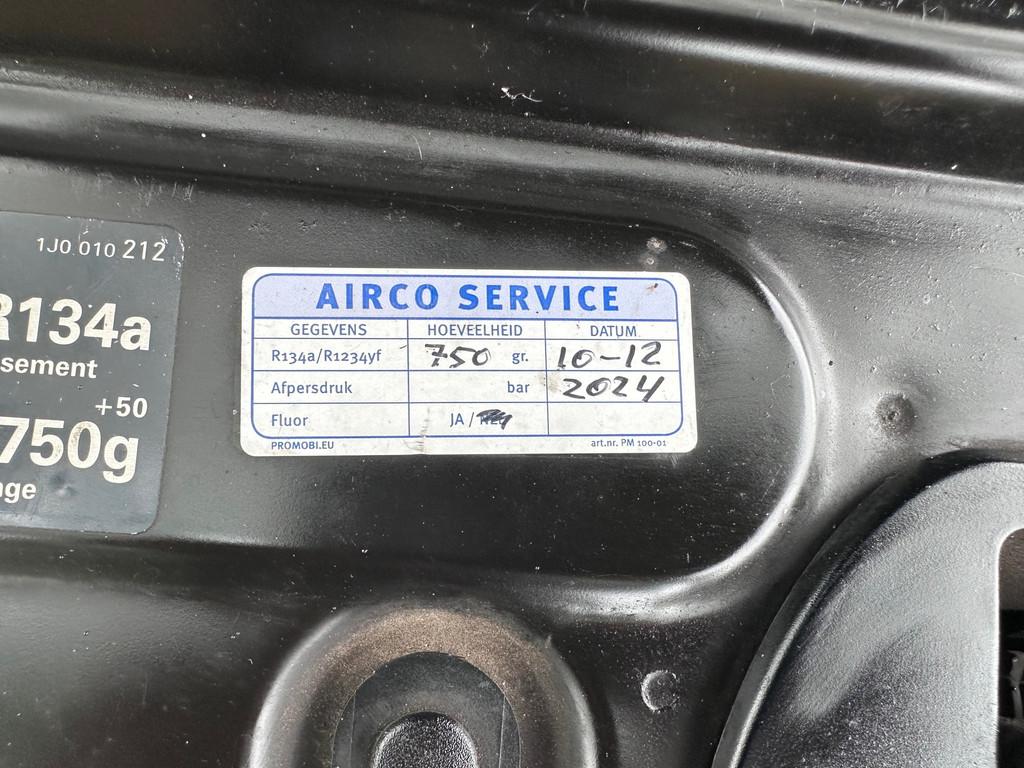 1J0 010 212
R134a
sement
+50
750g
nge
AIRCO SERVICE
GEGEVENS HOEVEELHEID DATUM
R134a/R1234yf 750 gr. 10-12
Afpersdruk bar 2024
Fluor JA /
PROMOBI.EU art.nr. PM 100-01